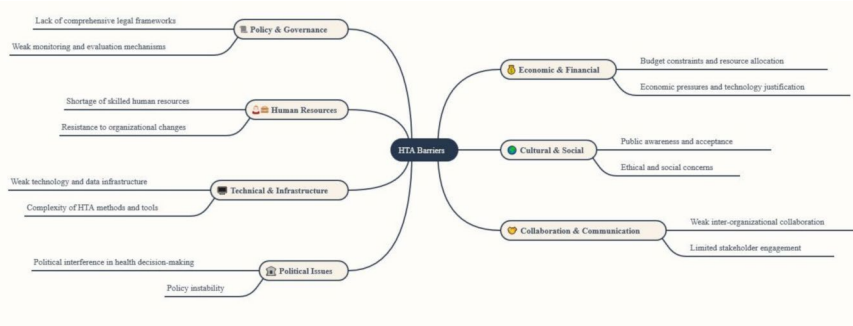 Lack of comprehensive legal frameworks
Policy & Governance
Weak monitoring and evaluation mechanisms
Shortage of skilled human resources
Human Resources
Resistance to organizational changes
Weak technology and data infrastructure
Technical & Infrastructure
Complexity of HTA methods and tools
Political interference in health decision-making
Political Issues
Policy instability
HTA Barriers
Budget constraints and resource allocation
Economic & Financial
Economic pressures and technology justification
Public awareness and acceptance
Cultural & Social
Ethical and social concerns
Weak inter-organizational collaboration
Collaboration & Communication
Limited stakeholder engagement